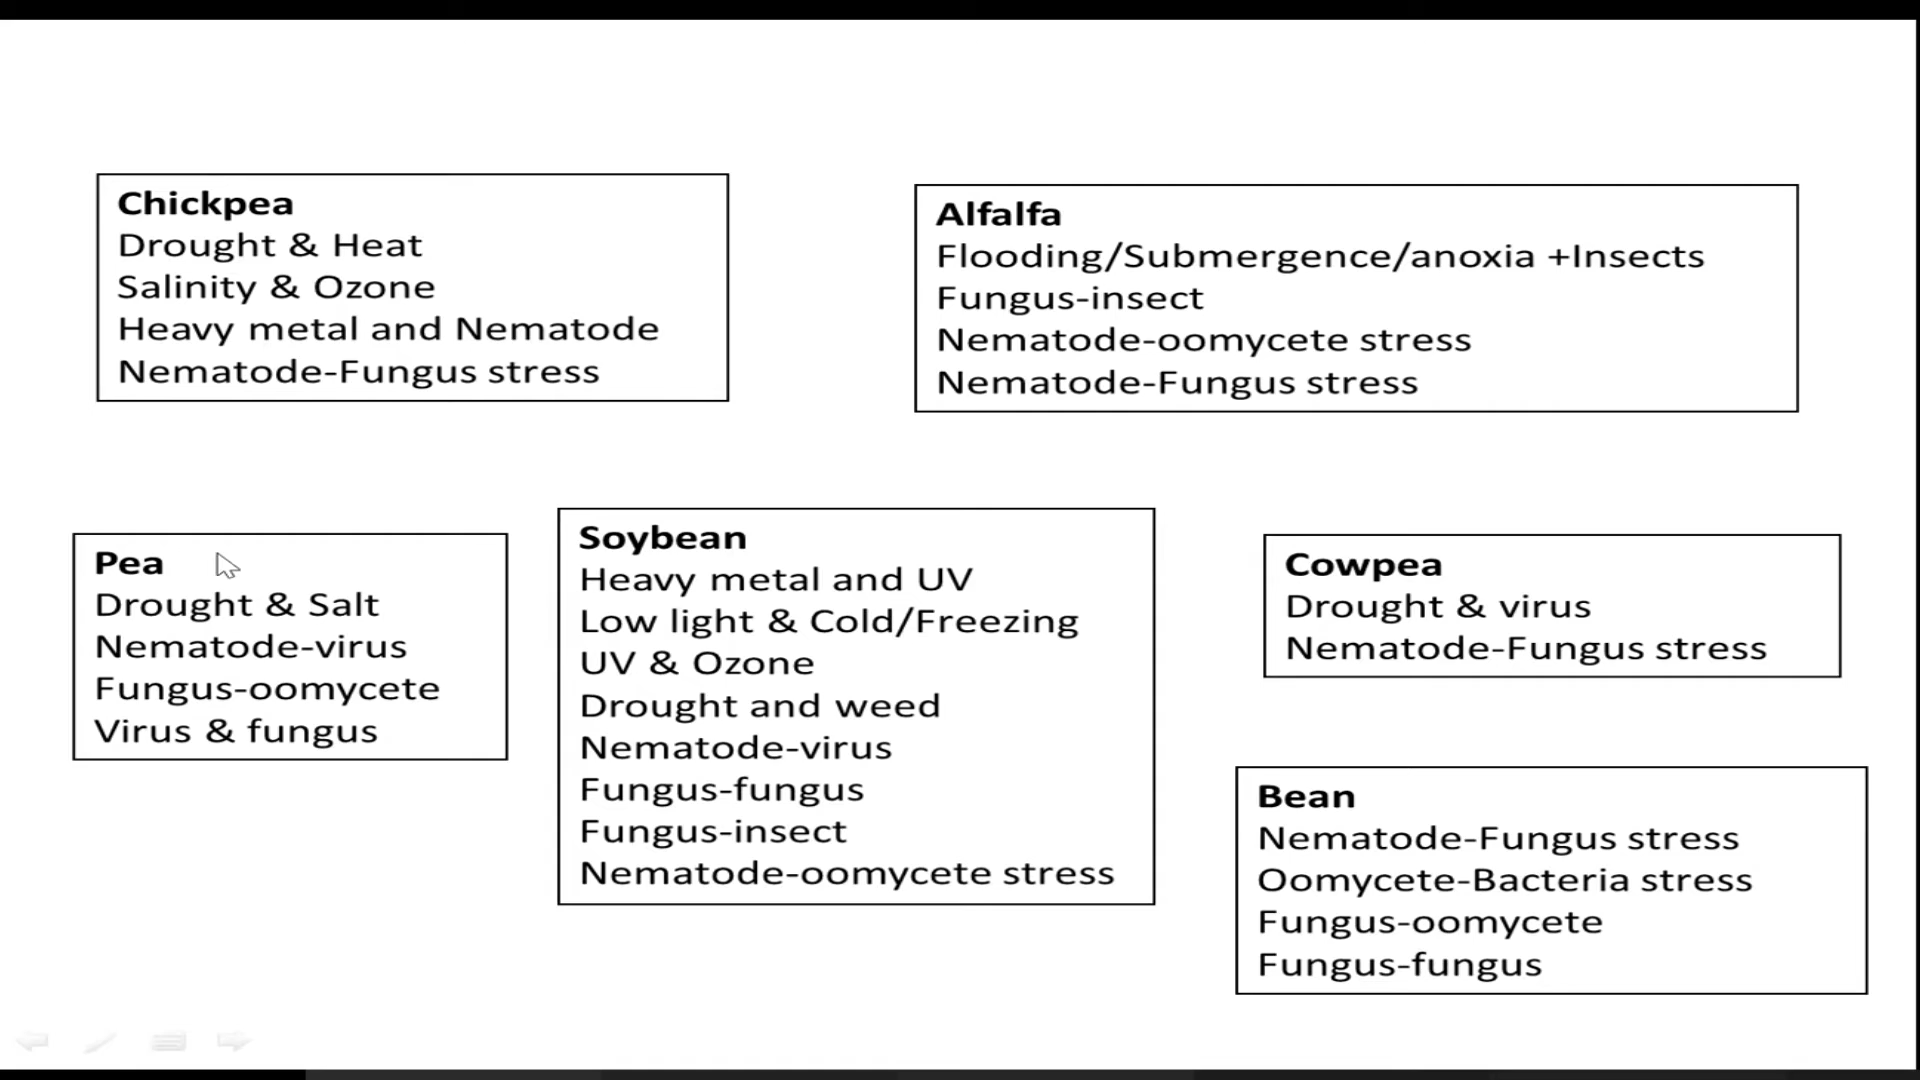 Chickpea
Drought & Heat
Salinity & Ozone
Heavy metal and Nematode
Nematode-Fungus stress
Alfalfa
Flooding/Submergence/anoxia +Insects
Fungus-insect
Nematode-oomycete stress
Nematode-Fungus stress
Pea
Drought & Salt
Nematode-virus
Fungus-oomycete
Virus & fungus
Soybean
Heavy metal and UV
Low light & Cold/Freezing
UV & Ozone
Drought and weed
Nematode-virus
Fungus-fungus
Fungus-insect
Nematode-oomycete stress
Cowpea
Drought & virus
Nematode-Fungus stress
Bean
Nematode-Fungus stress
Oomycete-Bacteria stress
Fungus-oomycete
Fungus-fungus